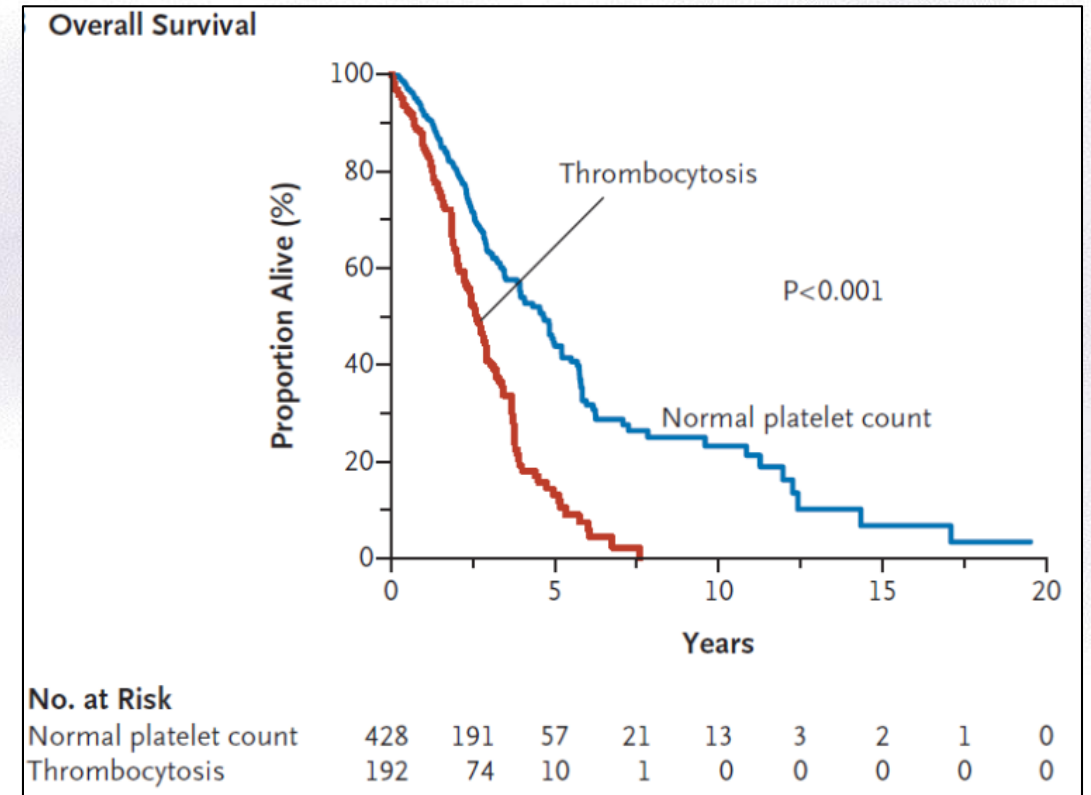 Overall Survival
100
80
60
40
20
0
Proportion Alive (%)
Thrombocytosis
P<0.001
Normal platelet count
0 5 10 15 20
Years
No. at Risk
Normal platelet count 428 191 57 21 13 3 2 1 0
Thrombocytosis 192 74 10 1 0 0 0 0 0